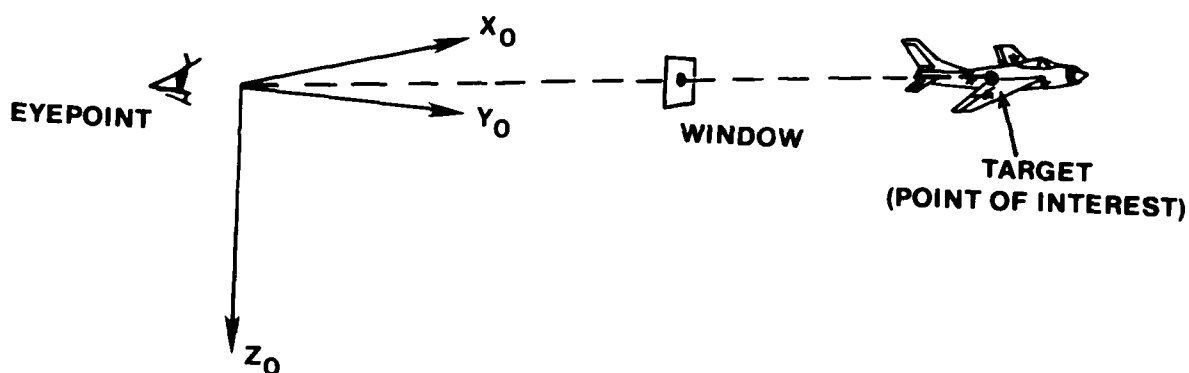 X0
EYEPOINT
Y0
WINDOW
TARGET
(POINT OF INTEREST)
Z0